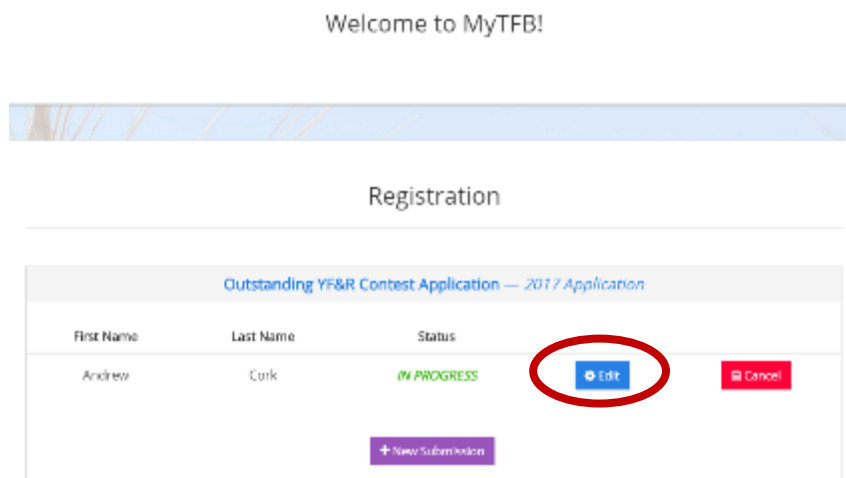 Welcome to MyTFB!
Registration
Outstanding YF&R Contest Application — 2017 Application
First Name Last Name Status
Andrew Cork IN PROGRESS Edit Cancel
+ New Submission